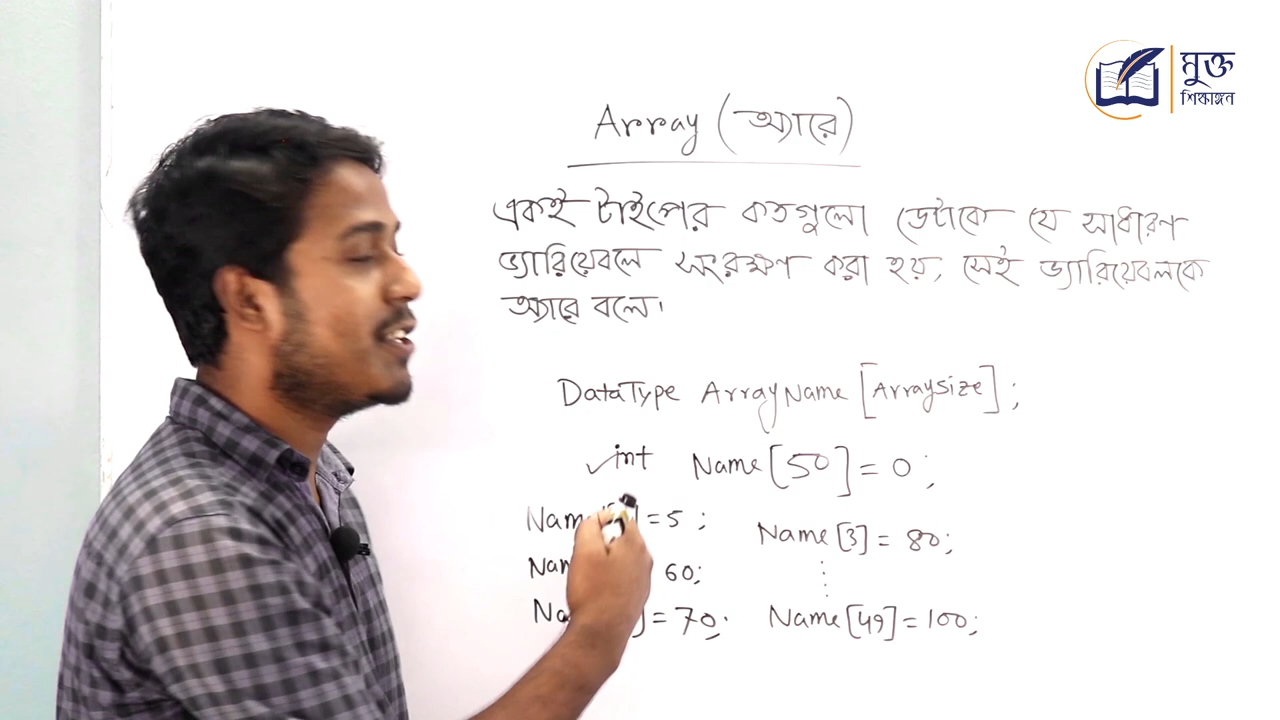 মুক্ত
শিক্ষাঙ্গন
Array (অ্যারে)
একই টাইপের কতগুলো ডেটাকে যে সাধারণ
ভ্যারিয়েবলে সংরক্ষণ করা হয়, সেই ভ্যারিয়েবলকে
অ্যারে বলে।
DataType ArrayName [Arraysize];
✓int Name[50] = 0;
=5;
Name[3] = 80;
60;
= 70;
Name[49] = 100;